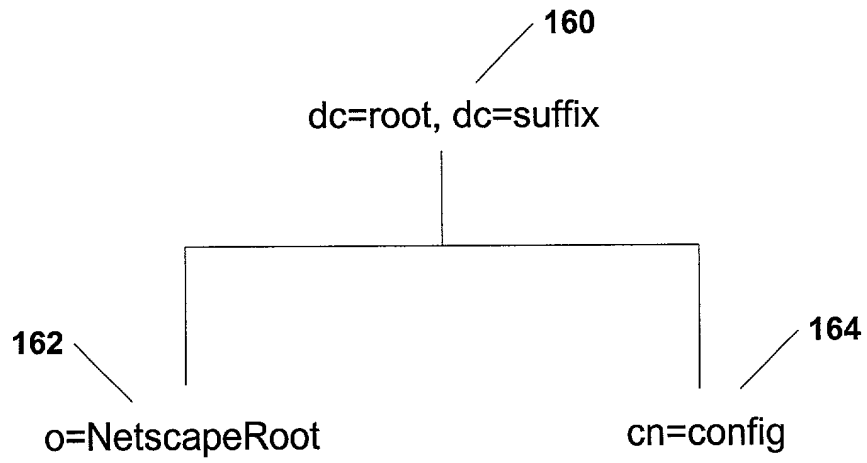 160
dc=root, dc=suffix
162
164
o=NetscapeRoot
cn=config